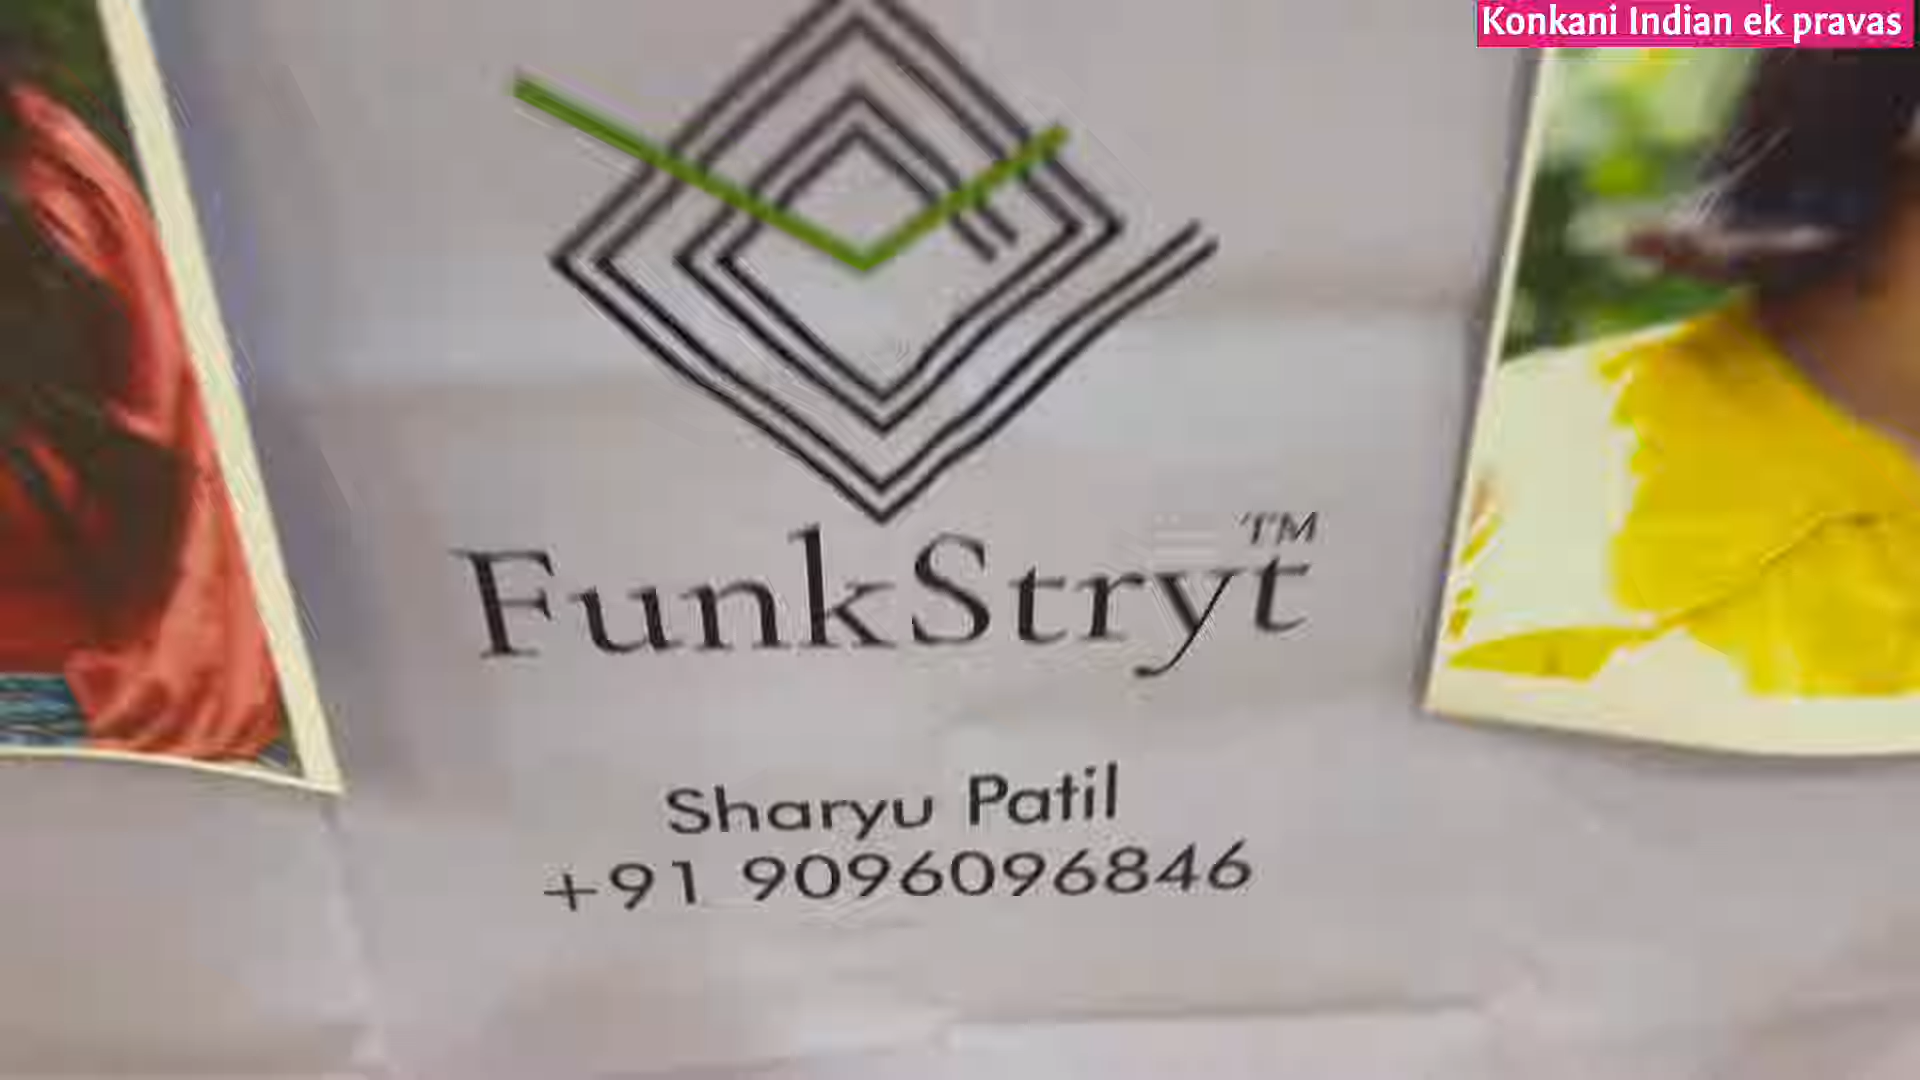 Konkani Indian ek pravas
FunkStryt™
Sharyu Patil
+91 9096096846